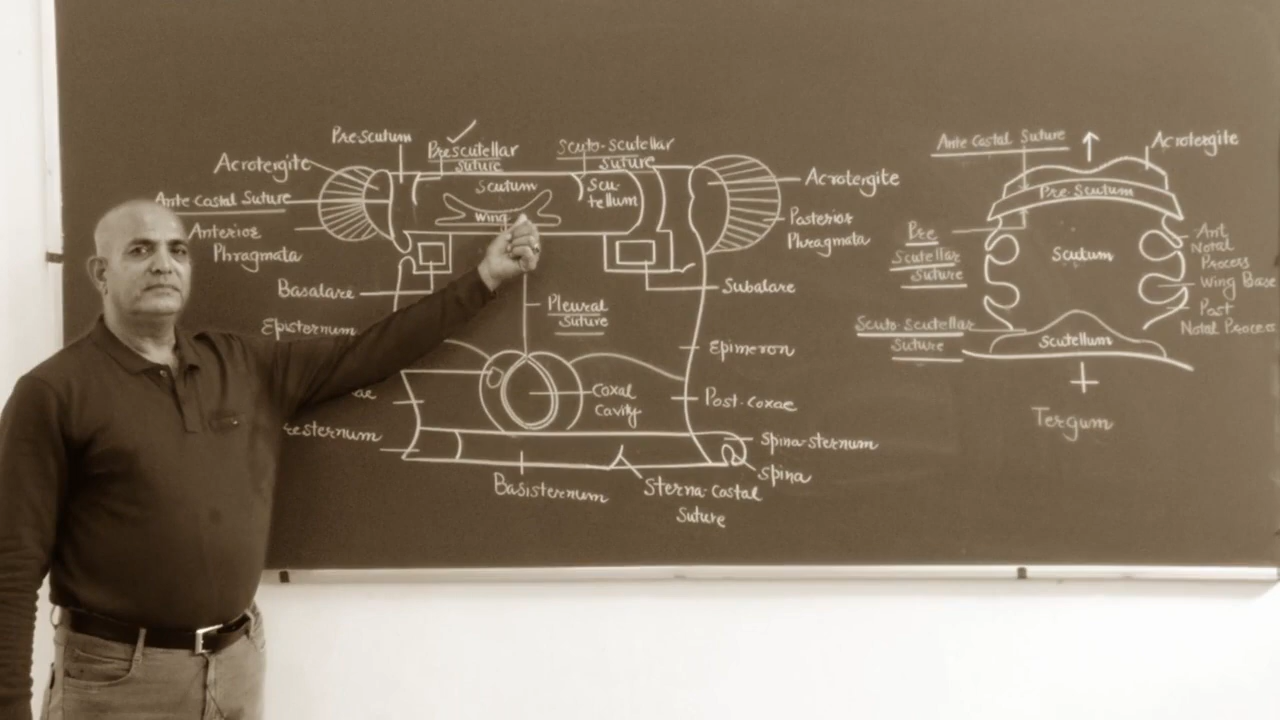 Pre-scutum
Prescutellar
suture
Scuto-scutellar
suture
Acrotergite
Ante Costal Suture
Anterior
Phragmata
Scutum
Scu-
tellum
Wing
Acrotergite
Posterior
Phragmata
Basalare
Subalare
Pleural
Suture
Episternum
Epimeron
Coxal
Cavity
Post-coxae
Spina-sternum
Spina
Basisternum
Sterna-Costal
Suture
Ante Costal Suture
Acrotergite
Pre-Scutum
Pre
Scutellar
Suture
Scutum
Ant
Notal
Process
Wing Base
Post
Notal Process
Scuto-Scutellar
Suture
Scutellum
Tergum